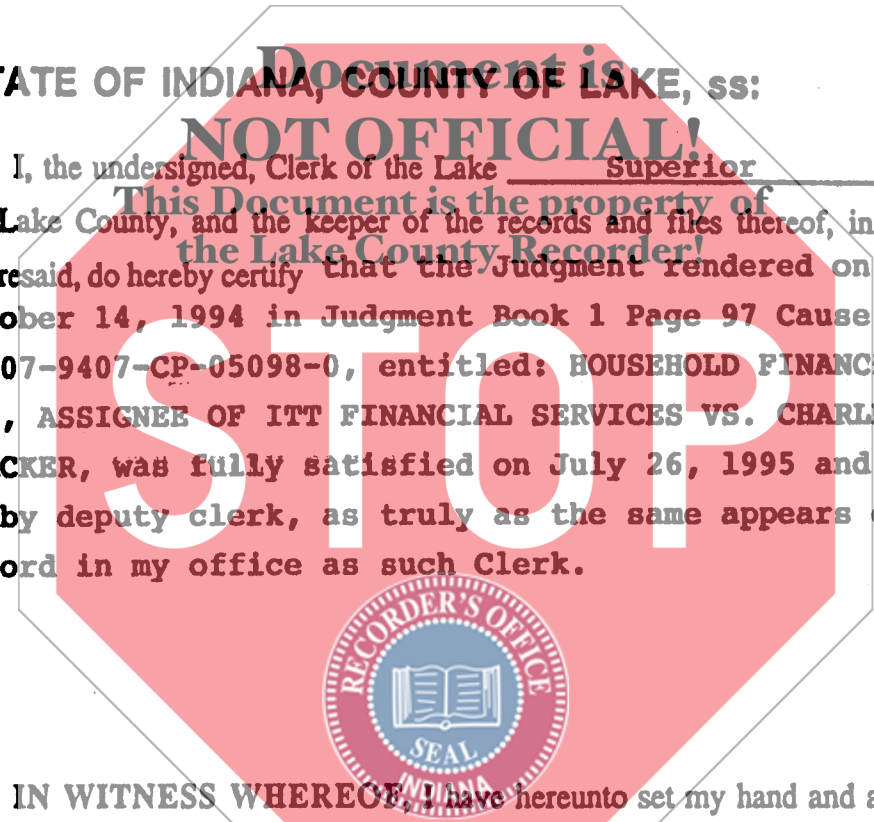 Document is
TATE OF INDIANA, COUNTY OF LAKE, ss:
NOT OFFICIAL!
I, the undersigned, Clerk of the Lake Superior
This Document is the property of
Lake County, and the keeper of the records and files thereof, in
the Lake County Recorder!
resaid, do hereby certify that the Judgment rendered on
ober 14, 1994 in Judgment Book 1 Page 97 Cause
07-9407-CP-05098-0, entitled: HOUSEHOLD FINANC
, ASSIGNEE OF ITT FINANCIAL SERVICES VS. CHARL
CKER, was fully satisfied on July 26, 1995 and
by deputy clerk, as truly as the same appears
ord in my office as such Clerk.
STOP
RECORDER'S OFFICE
SEAL
INDIANA
IN WITNESS WHEREOF, I have hereunto set my hand and a